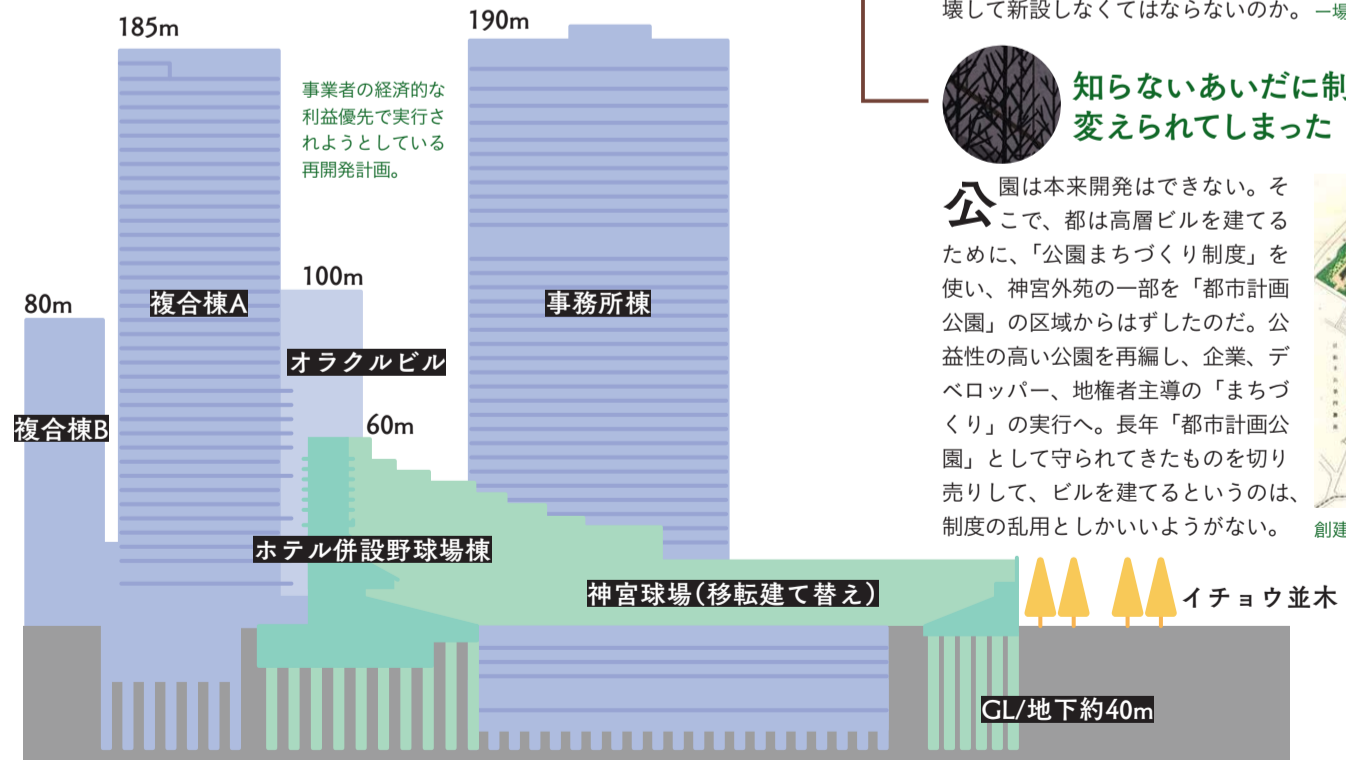 185m
190m
事業者の経済的な
利益優先で実行さ
れようとしている
再開発計画。
80m
複合棟A
100m
事務所棟
オラクルビル
複合棟B
60m
ホテル併設野球場棟
神宮球場(移転建て替え)
イチョウ並木
GL/地下約40m
壊して新設しなくてはならないのか。
一場
知らないあいだに制
変えられてしまった
公園は本来開発はできない。そ
こで、都は高層ビルを建てる
ために、「公園まちづくり制度」を
使い、神宮外苑の一部を「都市計画
公園」の区域からはずしたのだ。公
益性の高い公園を再編し、企業、デ
ベロッパー、地権者主導の「まちづ
くり」の実行へ。長年「都市計画公
園」として守られてきたものを切り
売りして、ビルを建てるというのは、
制度の乱用としかいいようがない。
創建